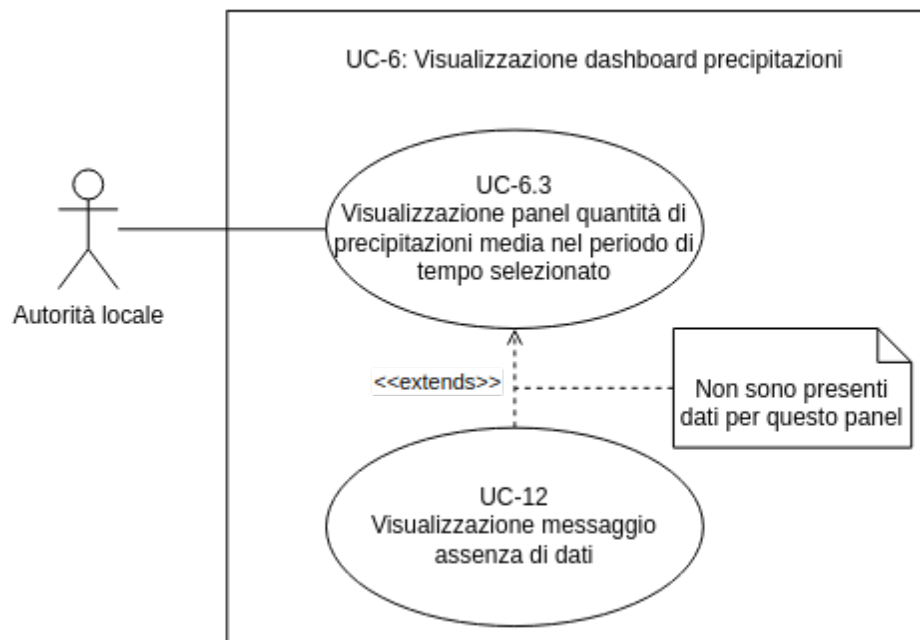 UC-6: Visualizzazione dashboard precipitazioni
UC-6.3
Visualizzazione panel quantità di
precipitazioni media nel periodo di
tempo selezionato
Autorità locale
<<extends>>
Non sono presenti
dati per questo panel
UC-12
Visualizzazione messaggio
assenza di dati